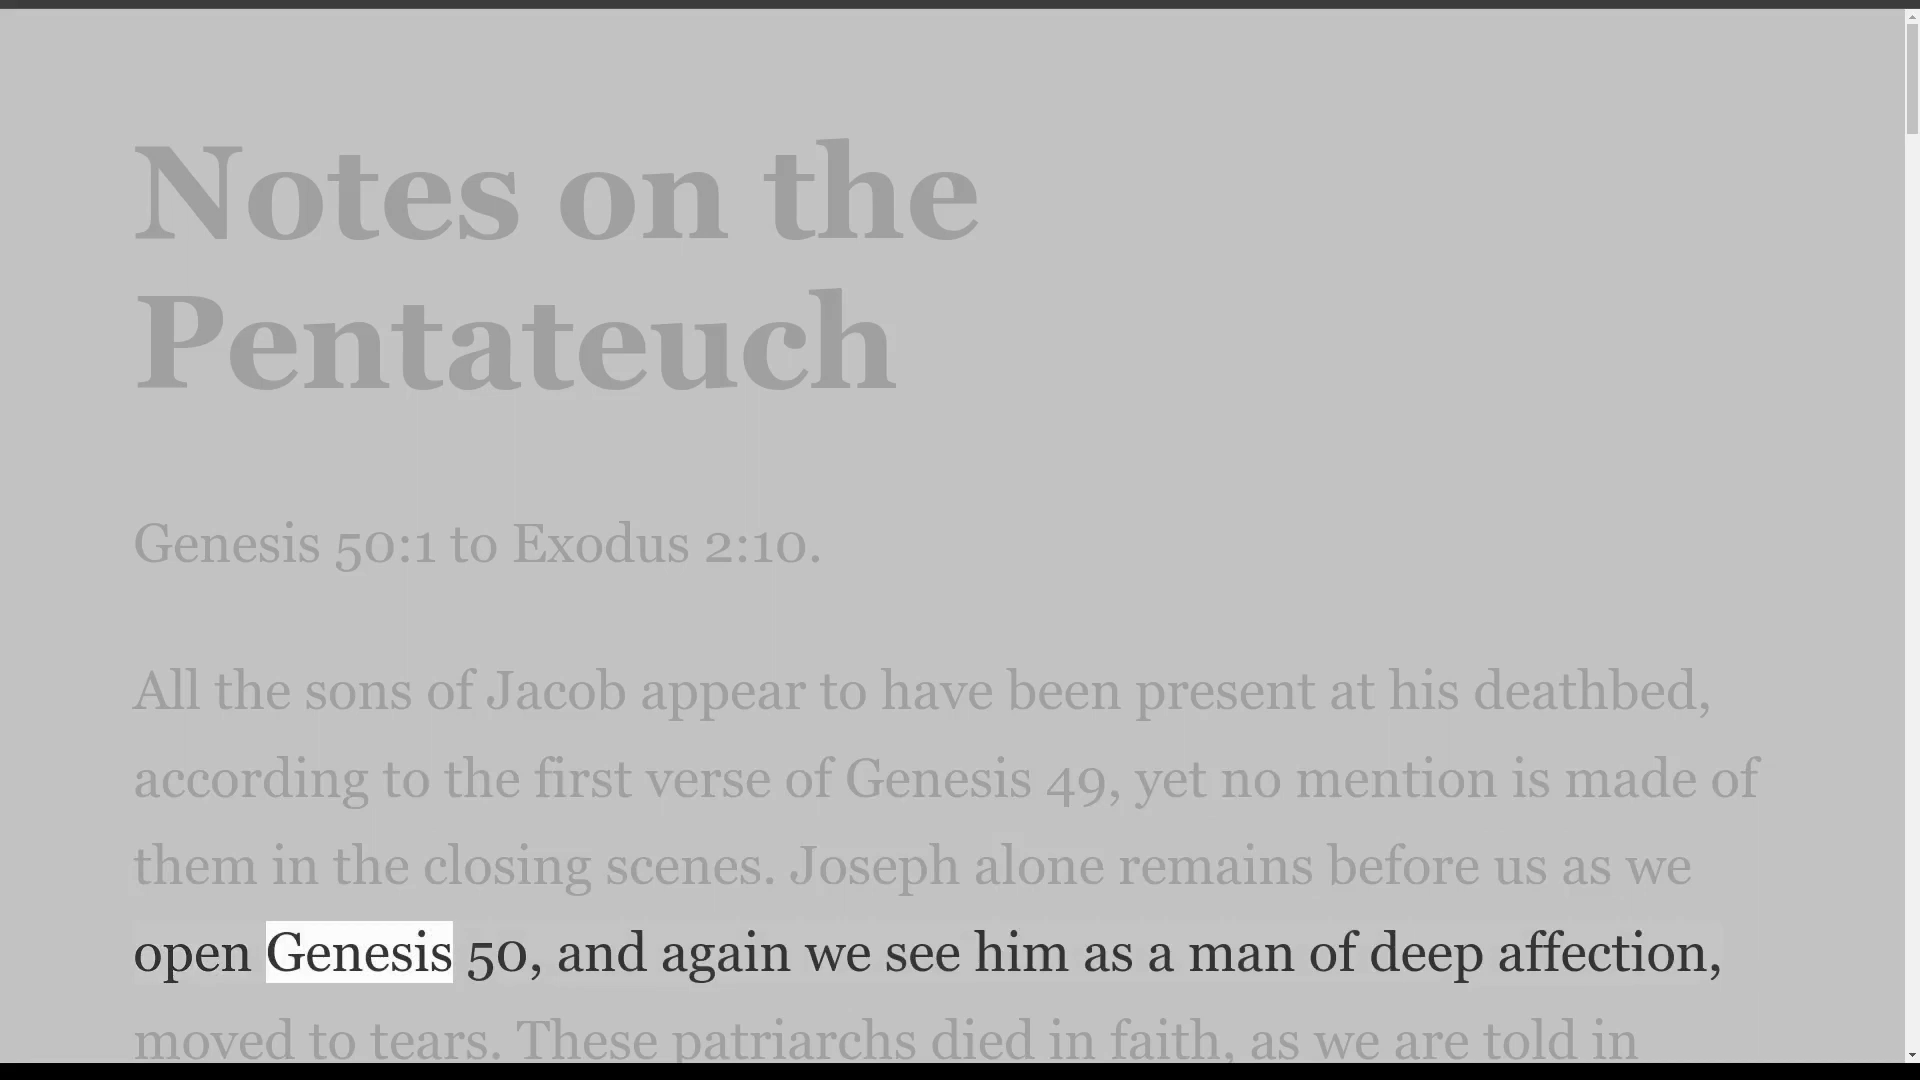 Notes on the
Pentateuch
Genesis 50:1 to Exodus 2:10.
All the sons of Jacob appear to have been present at his deathbed,
according to the first verse of Genesis 49, yet no mention is made of
them in the closing scenes. Joseph alone remains before us as we
open Genesis 50, and again we see him as a man of deep affection,
moved to tears. These patriarchs died in faith, as we are told in